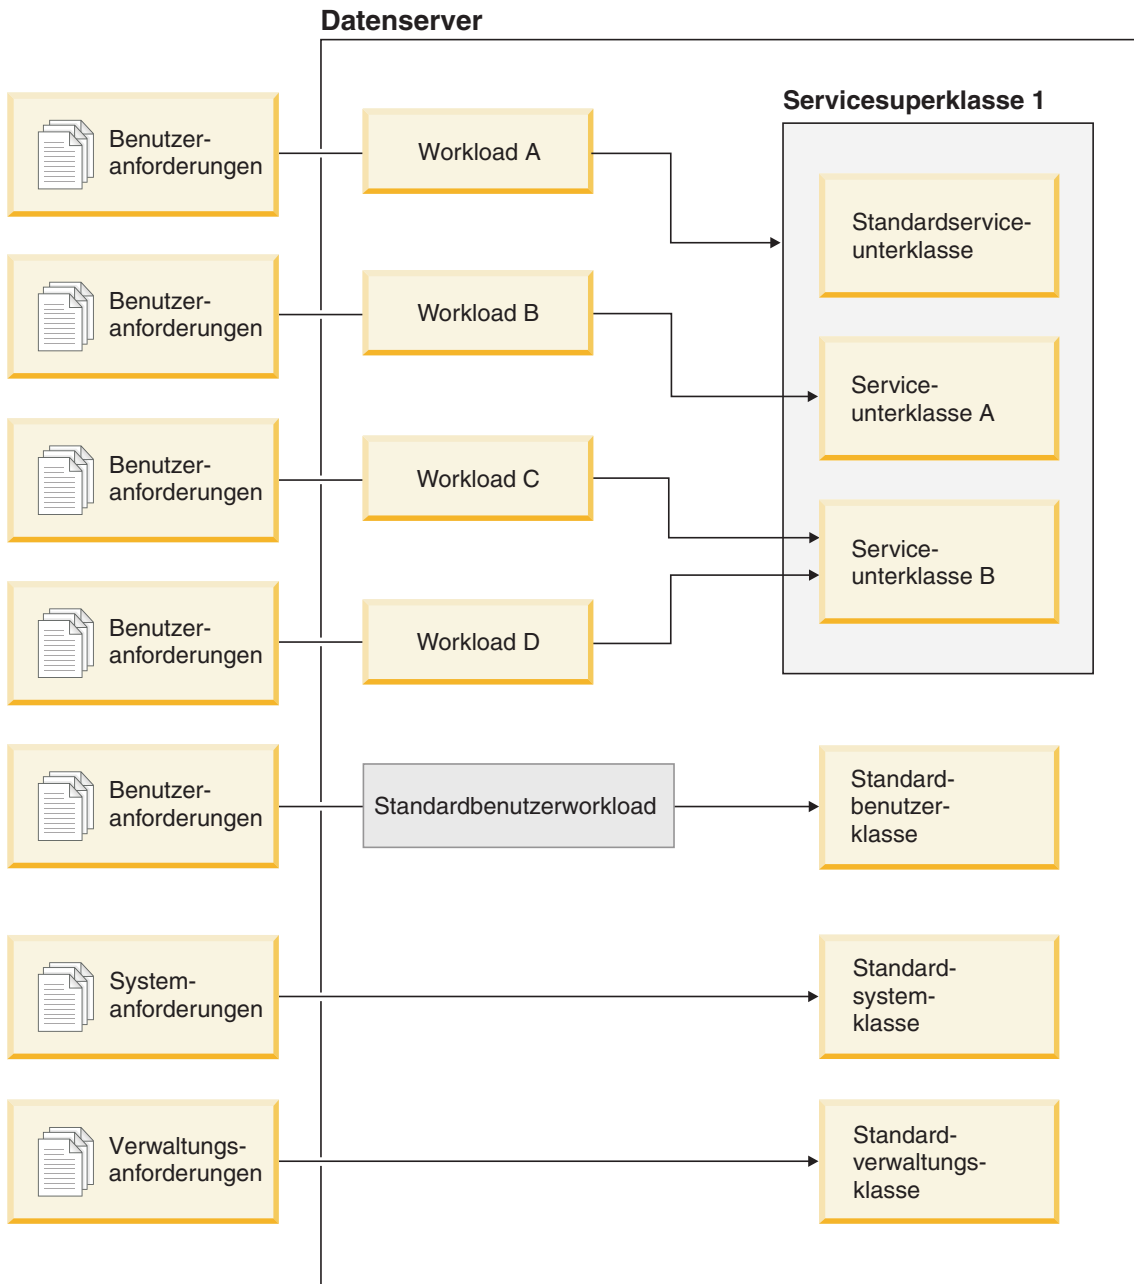 Datenserver
Servicesuperklasse 1
Benutzer-
anforderungen
Workload A
Standardservice-
unterklasse
Benutzer-
anforderungen
Workload B
Service-
unterklasse A
Benutzer-
anforderungen
Workload C
Service-
unterklasse B
Benutzer-
anforderungen
Workload D
Benutzer-
anforderungen
Standardbenutzerworkload
Standard-
benutzer-
klasse
System-
anforderungen
Standard-
system-
klasse
Verwaltungs-
anforderungen
Standard-
verwaltungs-
klasse